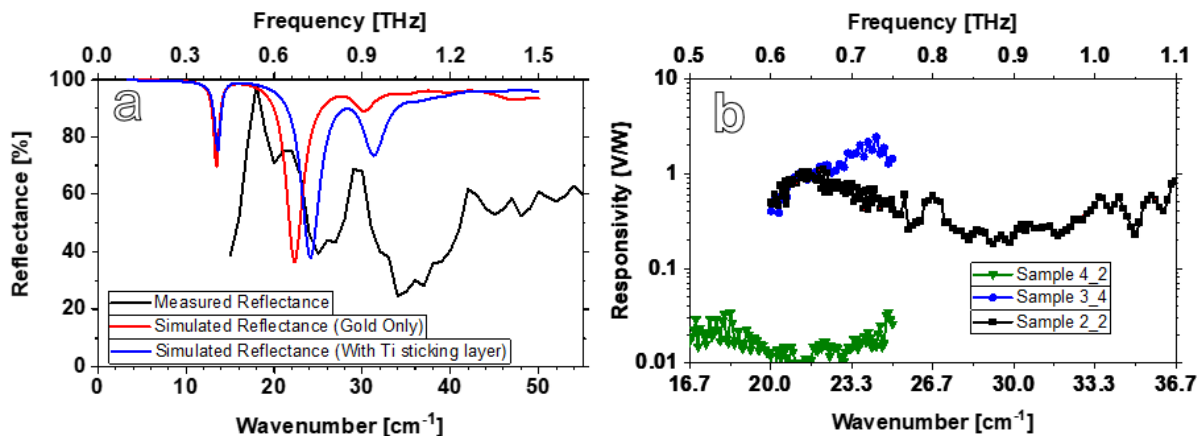 Frequency [THz]
0.0 0.3 0.6 0.9 1.2 1.5
a
Reflectance [%]
100
80
60
40
20
0
Measured Reflectance
Simulated Reflectance (Gold Only)
Simulated Reflectance (With Ti sticking layer)
0 10 20 30 40 50
Wavenumber [cm⁻¹]
Frequency [THz]
0.5 0.6 0.7 0.8 0.9 1.0 1.1
b
Responsivity [V/W]
10
1
0.1
0.01
Sample 4_2
Sample 3_4
Sample 2_2
16.7 20.0 23.3 26.7 30.0 33.3 36.7
Wavenumber [cm⁻¹]